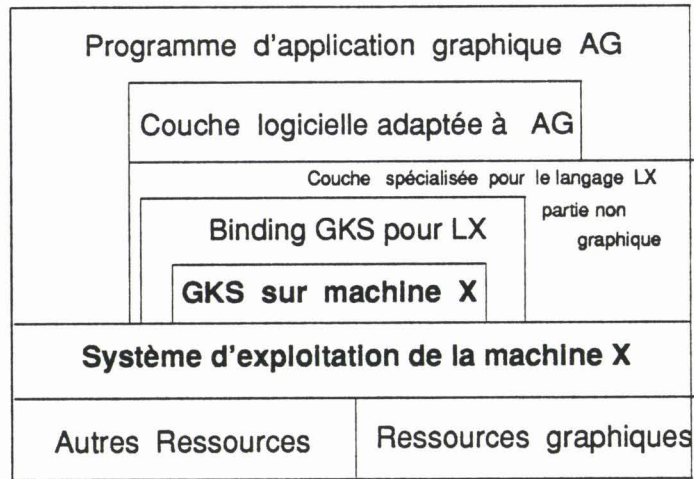 Programme d'application graphique AG
Couche logicielle adaptée à AG
Couche spécialisée pour le langage LX
partie non
graphique
Binding GKS pour LX
GKS sur machine X
Système d'exploitation de la machine X
Autres Ressources
Ressources graphiques